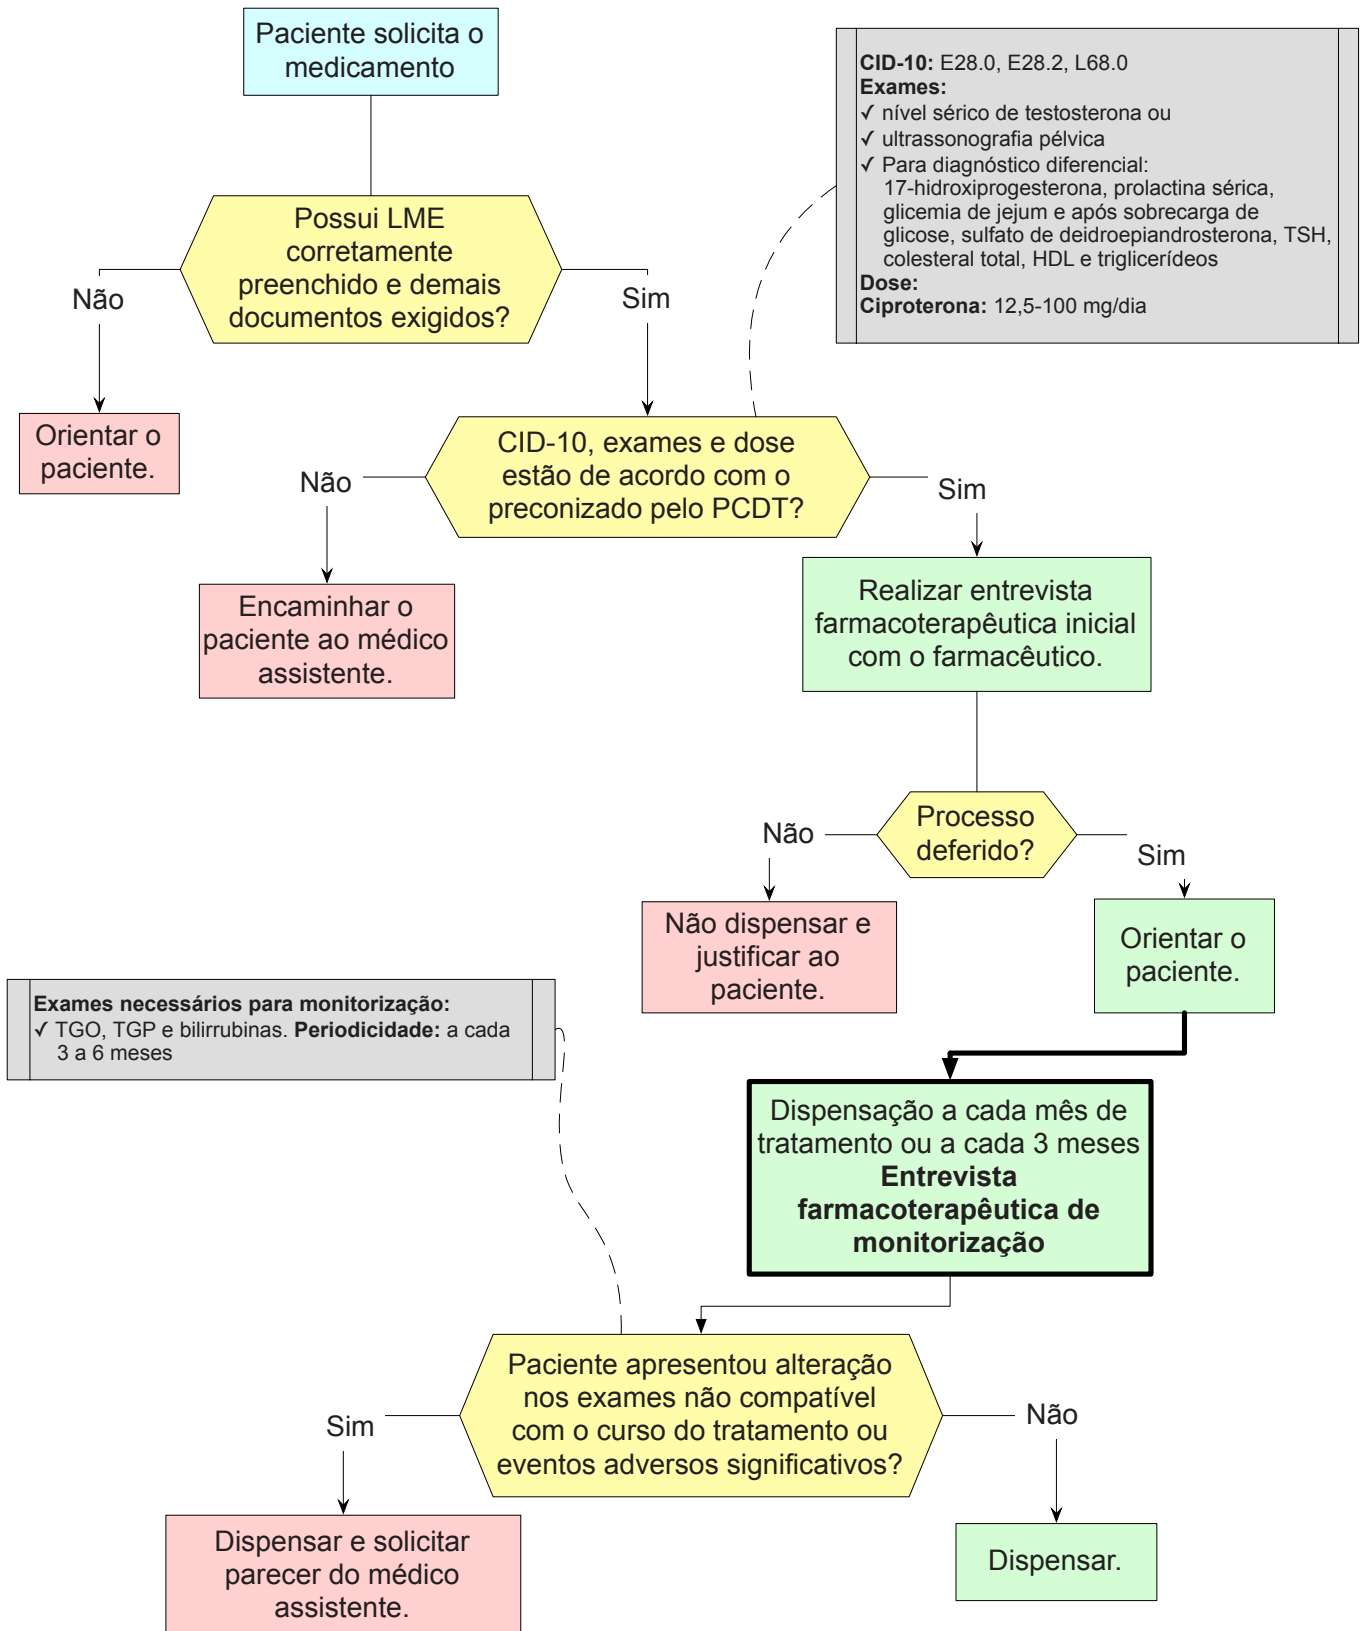 Paciente solicita o
medicamento
CID-10: E28.0, E28.2, L68.0
Exames:
✓ nível sérico de testosterona ou
✓ ultrassonografia pélvica
✓ Para diagnóstico diferencial:
17-hidroxiprogesterona, prolactina sérica,
glicemia de jejum e após sobrecarga de
glicose, sulfato de deidroepiandrosterona, TSH,
colesteral total, HDL e triglicerídeos
Dose:
Ciproterona: 12,5-100 mg/dia
Possui LME
corretamente
preenchido e demais
documentos exigidos?
Não
Sim
Orientar o
paciente.
CID-10, exames e dose
estão de acordo com o
preconizado pelo PCDT?
Não
Sim
Encaminhar o
paciente ao médico
assistente.
Realizar entrevista
farmacoterapêutica inicial
com o farmacêutico.
Processo
deferido?
Não
Sim
Não dispensar e
justificar ao
paciente.
Orientar o
paciente.
Exames necessários para monitorização:
✓ TGO, TGP e bilirrubinas. Periodicidade: a cada
3 a 6 meses
Dispensação a cada mês de
tratamento ou a cada 3 meses
Entrevista
farmacoterapêutica de
monitorização
Paciente apresentou alteração
nos exames não compatível
com o curso do tratamento ou
eventos adversos significativos?
Sim
Não
Dispensar e solicitar
parecer do médico
assistente.
Dispensar.